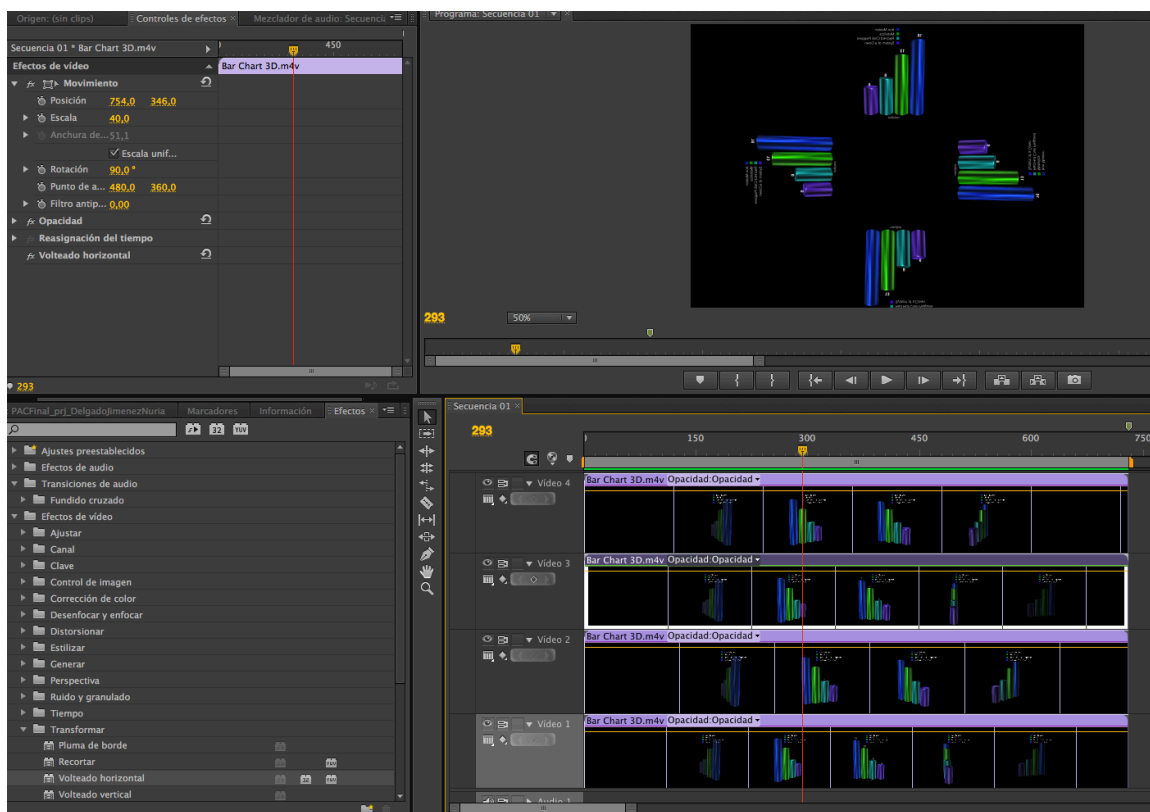 Origen: (sin clips)
Controles de efectos ×
Mezclador de audio: Secuencia
Programa: Secuencia 01
Secuencia 01 * Bar Chart 3D.m4v
450
Efectos de vídeo
Bar Chart 3D.m4v
fx Movimiento
Posición 754,0 346,0
Escala 40,0
Anchura de... 51,1
Escala unif...
Rotación 90,0 °
Punto de a... 480,0 360,0
Filtro antip... 0,00
fx Opacidad
Reasignación del tiempo
fx Volteado horizontal
293
293
50%
PACFinal_prj_DelgadoJimenezNuria
Marcadores
Información
Efectos ×
32
YUV
Ajustes preestablecidos
Efectos de audio
Transiciones de audio
Fundido cruzado
Efectos de vídeo
Ajustar
Canal
Clave
Control de imagen
Corrección de color
Desenfocar y enfocar
Distorsionar
Estilizar
Generar
Perspectiva
Ruido y granulado
Tiempo
Transformar
Pluma de borde
Recortar
Volteado horizontal
Volteado vertical
Secuencia 01 ×
293
0 150 300 450 600 750
Vídeo 4
Bar Chart 3D.m4v Opacidad:Opacidad
Vídeo 3
Bar Chart 3D.m4v Opacidad:Opacidad
Vídeo 2
Bar Chart 3D.m4v Opacidad:Opacidad
Vídeo 1
Bar Chart 3D.m4v Opacidad:Opacidad
Audio 1